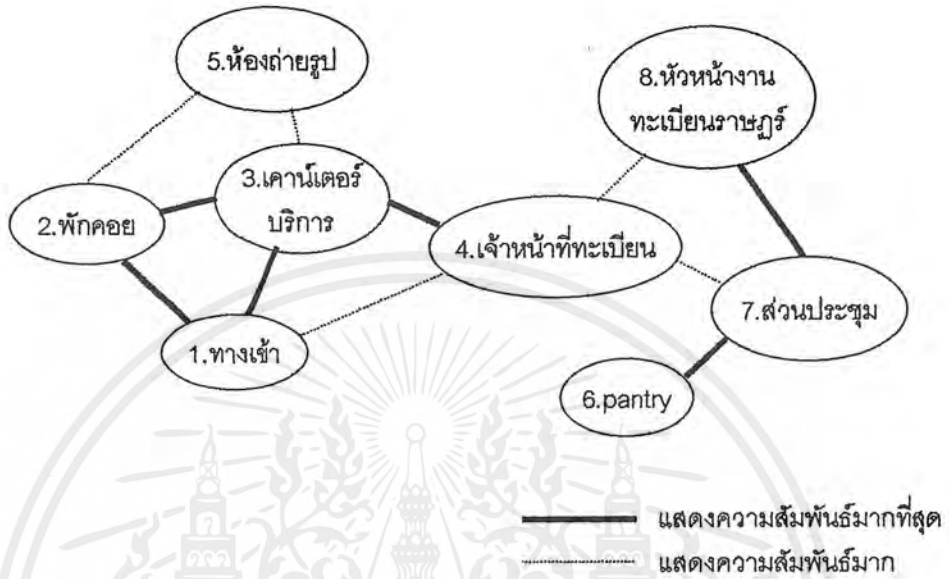 5.ห้องถ่ายรูป
8.หัวหน้างาน
ทะเบียนราษฎร์
3.เคาน์เตอร์
บริการ
2.พักคอย
4.เจ้าหน้าที่ทะเบียน
7.ส่วนประชุม
1.ทางเข้า
6.pantry
แสดงความสัมพันธ์มากที่สุด
แสดงความสัมพันธ์มาก